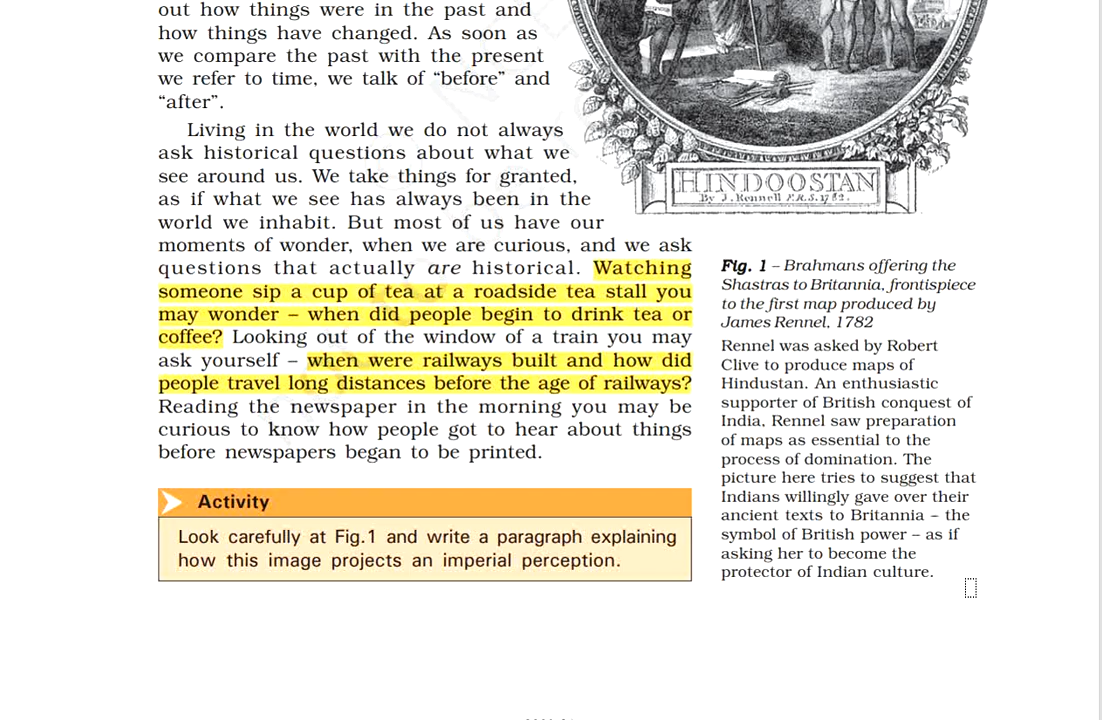 out how things were in the past and
how things have changed. As soon as
we compare the past with the present
we refer to time, we talk of “before” and
“after”.
Living in the world we do not always
ask historical questions about what we
see around us. We take things for granted,
as if what we see has always been in the
world we inhabit. But most of us have our
moments of wonder, when we are curious, and we ask
questions that actually are historical. Watching
someone sip a cup of tea at a roadside tea stall you
may wonder – when did people begin to drink tea or
coffee? Looking out of the window of a train you may
ask yourself – when were railways built and how did
people travel long distances before the age of railways?
Reading the newspaper in the morning you may be
curious to know how people got to hear about things
before newspapers began to be printed.
Activity
Look carefully at Fig.1 and write a paragraph explaining
how this image projects an imperial perception.
HINDOOSTAN
By J. Rennell F.R.S. 1782.
Fig. 1 – Brahmans offering the
Shastras to Britannia, frontispiece
to the first map produced by
James Rennel, 1782
Rennel was asked by Robert
Clive to produce maps of
Hindustan. An enthusiastic
supporter of British conquest of
India, Rennel saw preparation
of maps as essential to the
process of domination. The
picture here tries to suggest that
Indians willingly gave over their
ancient texts to Britannia – the
symbol of British power – as if
asking her to become the
protector of Indian culture.